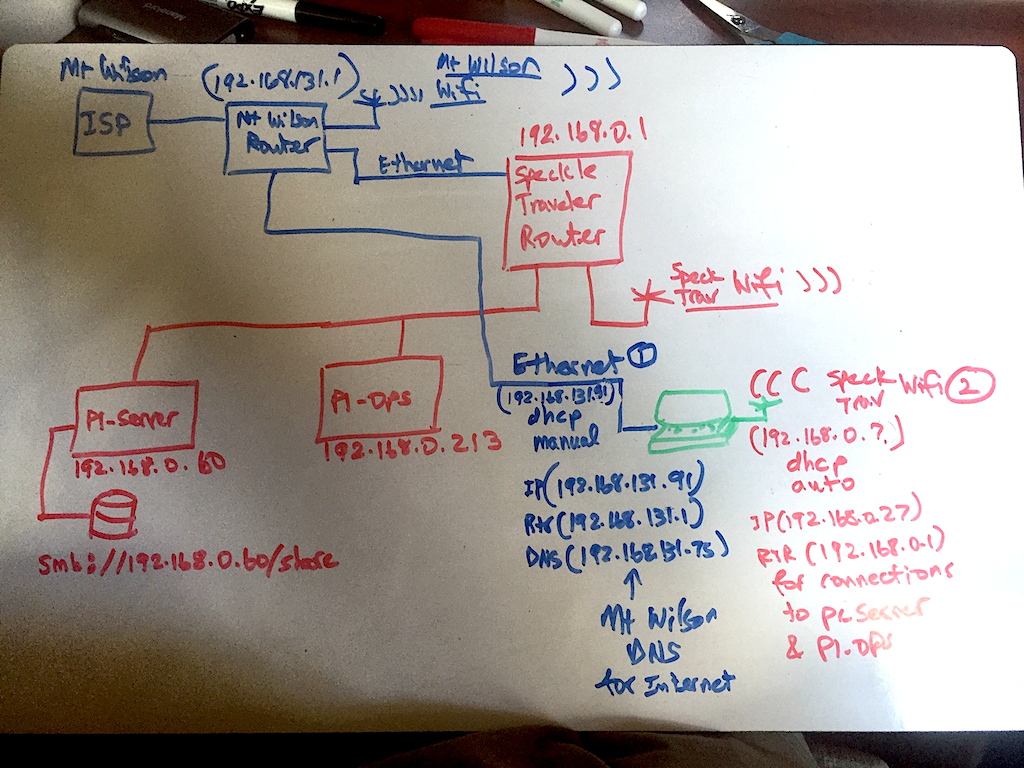 EXPO
Mt Wilson
(192.168.131.1)
Mt Wilson
Wifi
ISP
Mt Wilson
Router
Ethernet
192.168.0.1
Speckle
Traveler
Router
Speck
Trav Wifi
Ethernet 1
(192.168.131.91)
dhcp
manual
Speck Wifi 2
Trav
(192.168.0.?)
dhcp
auto
Pi-Server
192.168.0.60
PI-Ops
192.168.0.213
smb://192.168.0.60/share
IP(192.168.131.91)
Rtr(192.168.131.1)
DNS(192.168.131.75)
Mt Wilson
DNS
for Internet
IP(192.168.0.27)
RTR (192.168.0.1)
for connections
to pi server
& PI.Ops